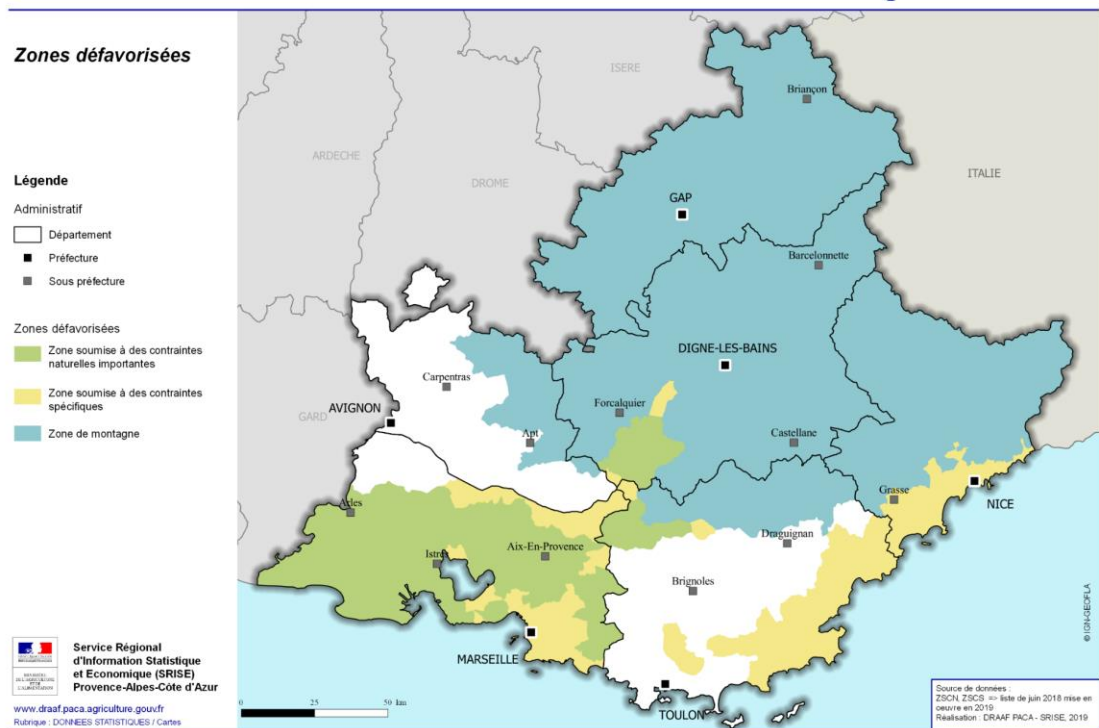 Zones défavorisées
Légende
Administratif
Département
Préfecture
Sous préfecture
Zones défavorisées
Zone soumise à des contraintes
naturelles importantes
Zone soumise à des contraintes
spécifiques
Zone de montagne
Service Régional
d'Information Statistique
et Economique (SRISE)
Provence-Alpes-Côte d'Azur
www.draaf.paca.agriculture.gouv.fr
Rubrique : DONNEES STATISTIQUES / Cartes
ISERE
Briançon
ARDECHE
DROME
ITALIE
GAP
Barcelonnette
DIGNE-LES-BAINS
Carpentras
Forcalquier
AVIGNON
GARD
Apt
Castellane
Grasse
NICE
Arles
Draguignan
Istres
Aix-En-Provence
Brignoles
MARSEILLE
TOULON
0 25 50 km
© IGN-GEOFLA
Source de données :
ZSCN, ZSCS => liste de juin 2018 mise en
oeuvre en 2019
Réalisation : DRAAF PACA - SRISE, 2019